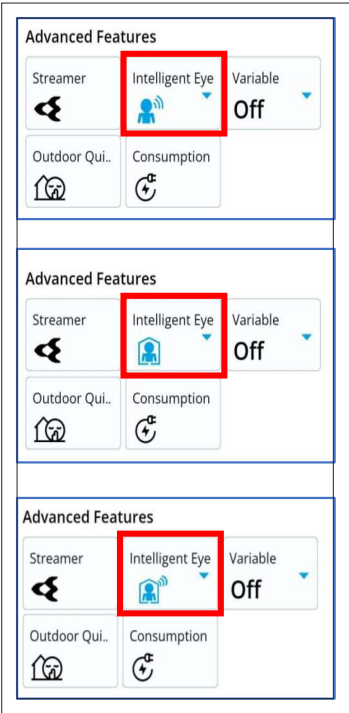 Advanced Features
Streamer Intelligent Eye Variable
Off
Outdoor Qui.. Consumption
Advanced Features
Streamer Intelligent Eye Variable
Off
Outdoor Qui.. Consumption
Advanced Features
Streamer Intelligent Eye Variable
Off
Outdoor Qui.. Consumption